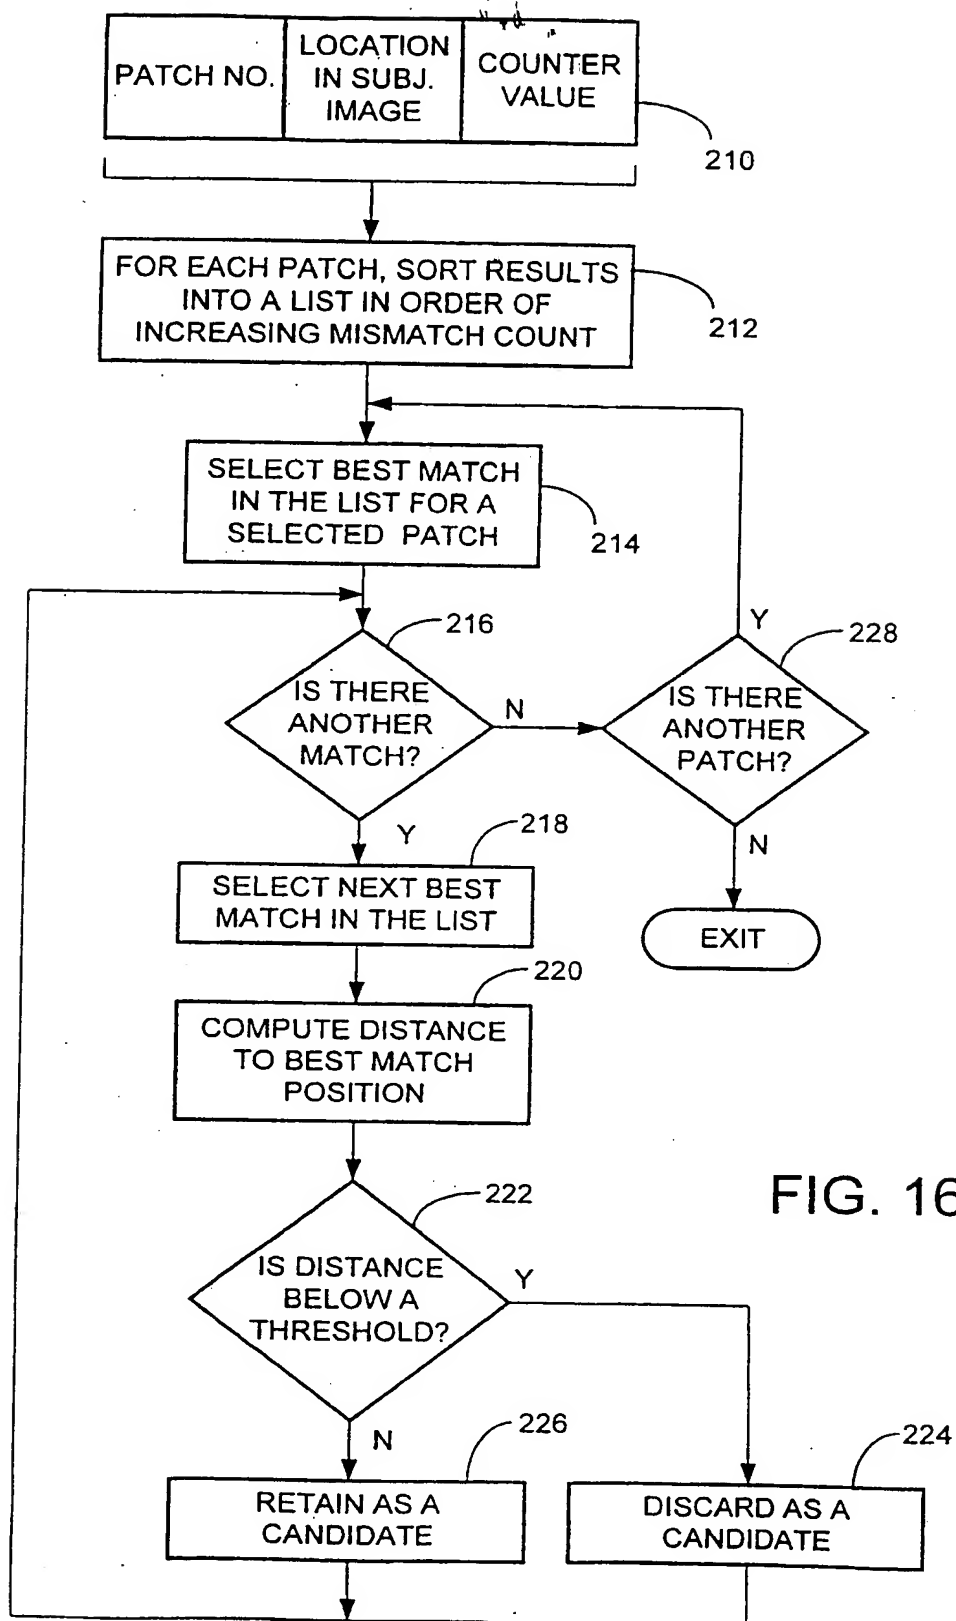 PATCH NO.
LOCATION
IN SUBJ.
IMAGE
COUNTER
VALUE
210
FOR EACH PATCH, SORT RESULTS
INTO A LIST IN ORDER OF
INCREASING MISMATCH COUNT
212
SELECT BEST MATCH
IN THE LIST FOR A
SELECTED PATCH
214
216
IS THERE
ANOTHER
MATCH?
N
Y
228
IS THERE
ANOTHER
PATCH?
Y
N
EXIT
218
SELECT NEXT BEST
MATCH IN THE LIST
220
COMPUTE DISTANCE
TO BEST MATCH
POSITION
FIG. 16
222
IS DISTANCE
BELOW A
THRESHOLD?
Y
N
226
RETAIN AS A
CANDIDATE
224
DISCARD AS A
CANDIDATE